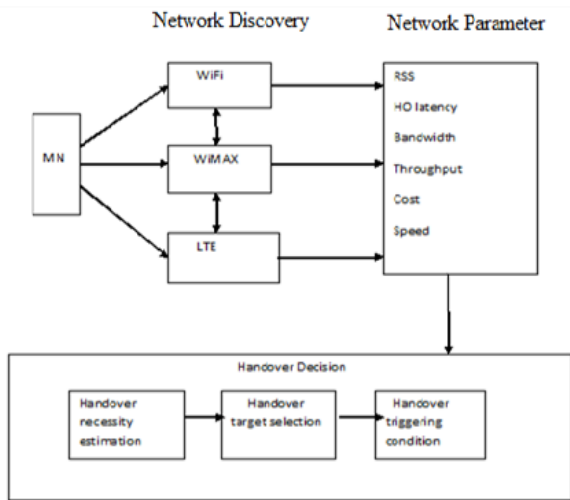 Network Discovery
Network Parameter
MN
WiFi
WiMAX
LTE
RSS
HO latency
Bandwidth
Throughput
Cost
Speed
Handover Decision
Handover
necessity
estimation
Handover
target selection
Handover
triggering
condition